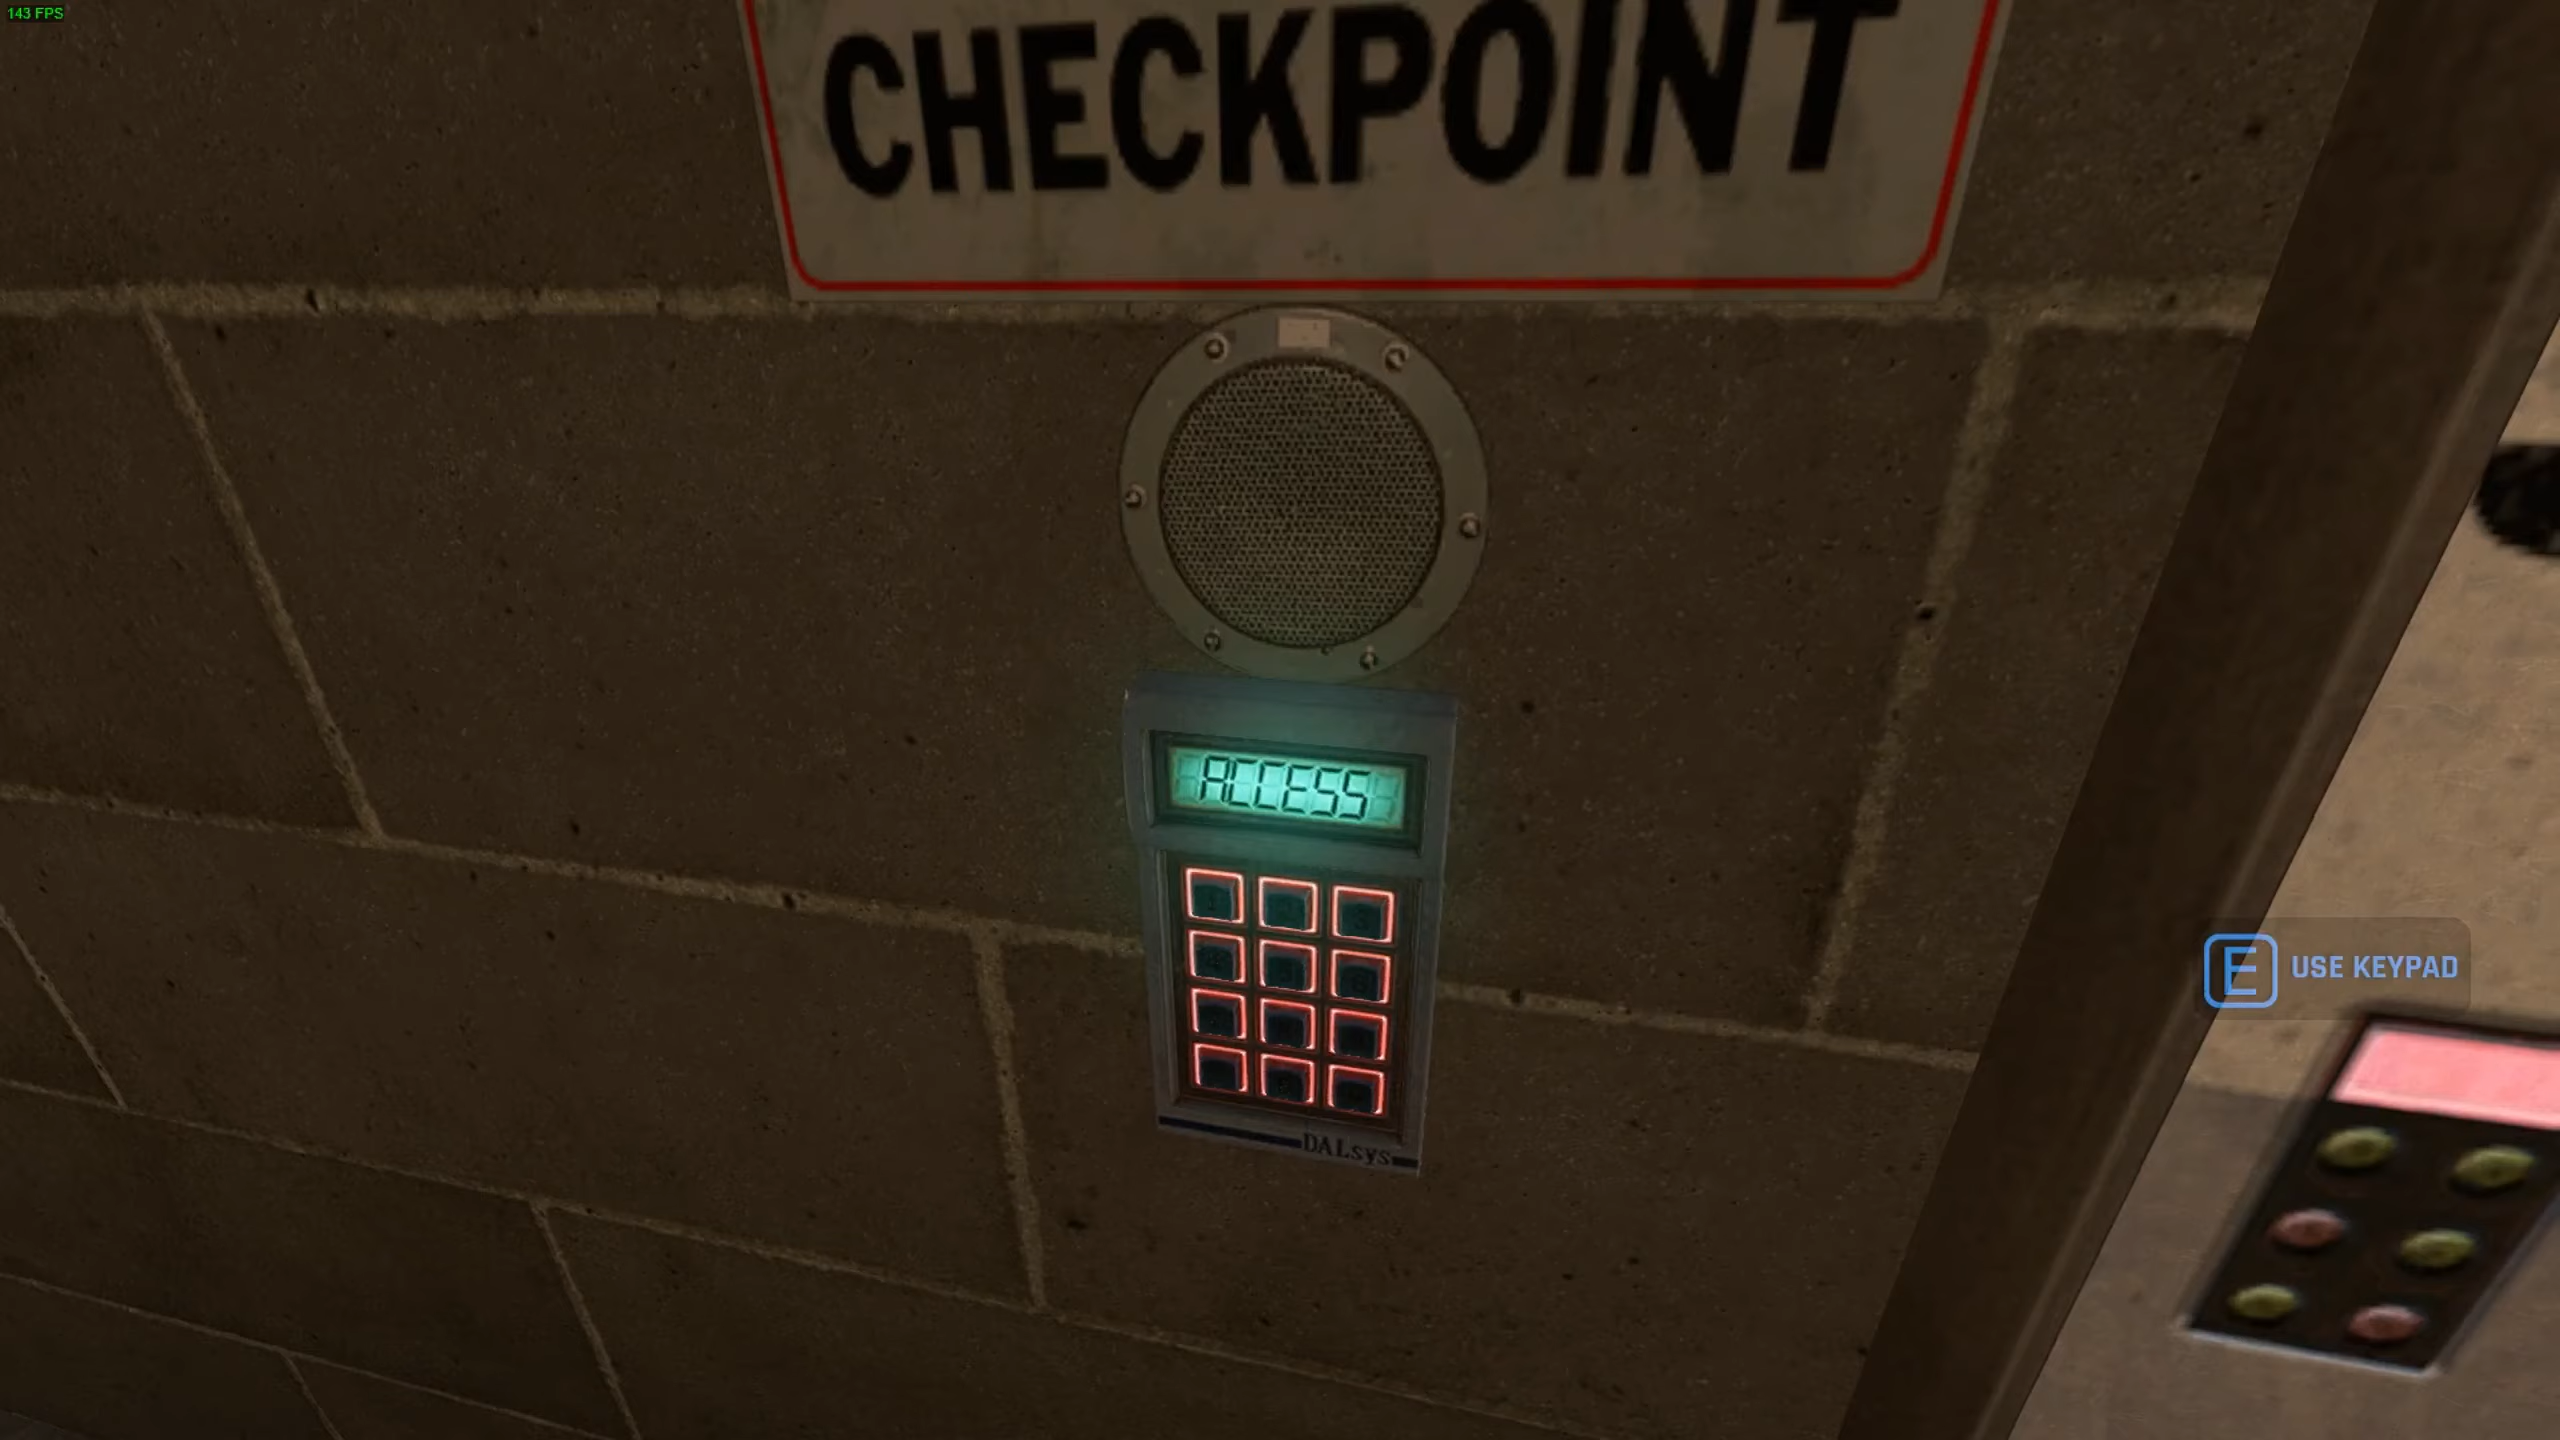 143 FPS
CHECKPOINT
ACCESS
E USE KEYPAD
DALsys